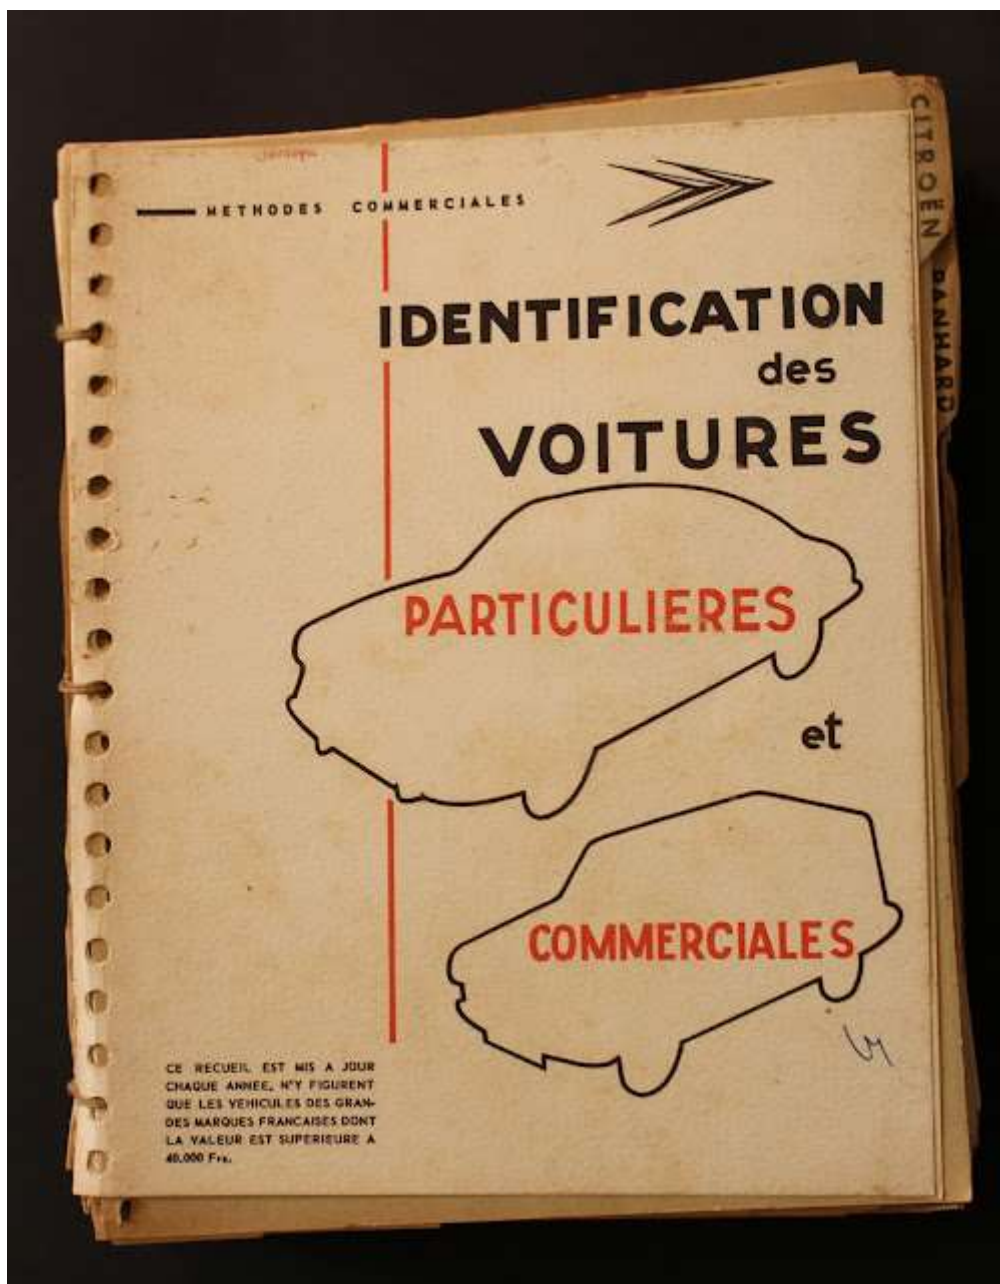 METHODES COMMERCIALES
IDENTIFICATION
des
VOITURES
PARTICULIERES
et
COMMERCIALES
CE RECUEIL EST MIS A JOUR
CHAQUE ANNEE, N'Y FIGURENT
QUE LES VEHICULES DES GRAN-
DES MARQUES FRANCAISES DONT
LA VALEUR EST SUPERIEURE A
40.000 Frs.
CITROËN
PANHARD